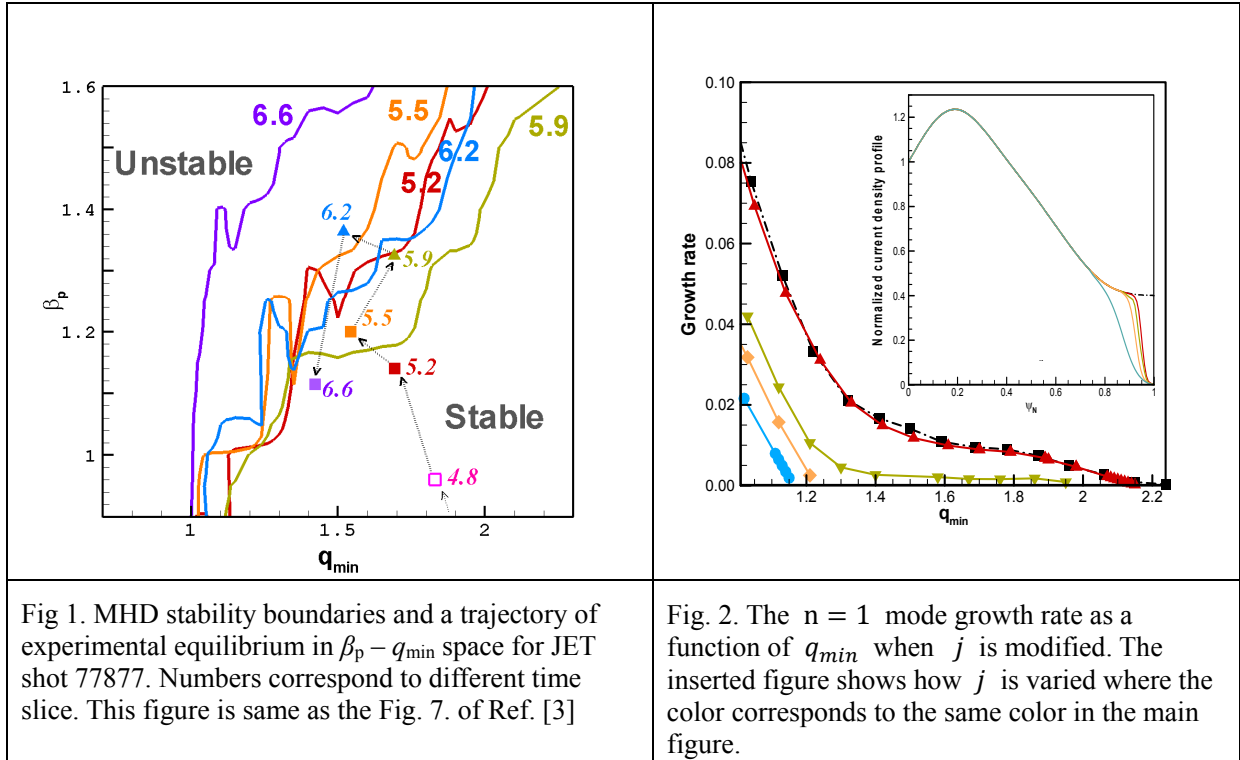 1.6
6.6
5.5
5.9
Unstable
6.2
5.2
1.4
6.2
5.9
βp
1.2
5.5
5.2
6.6
Stable
1
4.8
1
1.5
2
qmin
0.10
0.08
0.06
0.04
0.02
0.00
Growth rate
1.2
1
0.8
0.6
0.4
0.2
0
Normalized current density profile
0
0.2
0.4
0.6
0.8
1
ΨN
1.2
1.4
1.6
1.8
2.0
2.2
qmin
Fig 1. MHD stability boundaries and a trajectory of
experimental equilibrium in βp – qmin space for JET
shot 77877. Numbers correspond to different time
slice. This figure is same as the Fig. 7. of Ref. [3]
Fig. 2. The n = 1 mode growth rate as a
function of qmin when j is modified. The
inserted figure shows how j is varied where the
color corresponds to the same color in the main
figure.